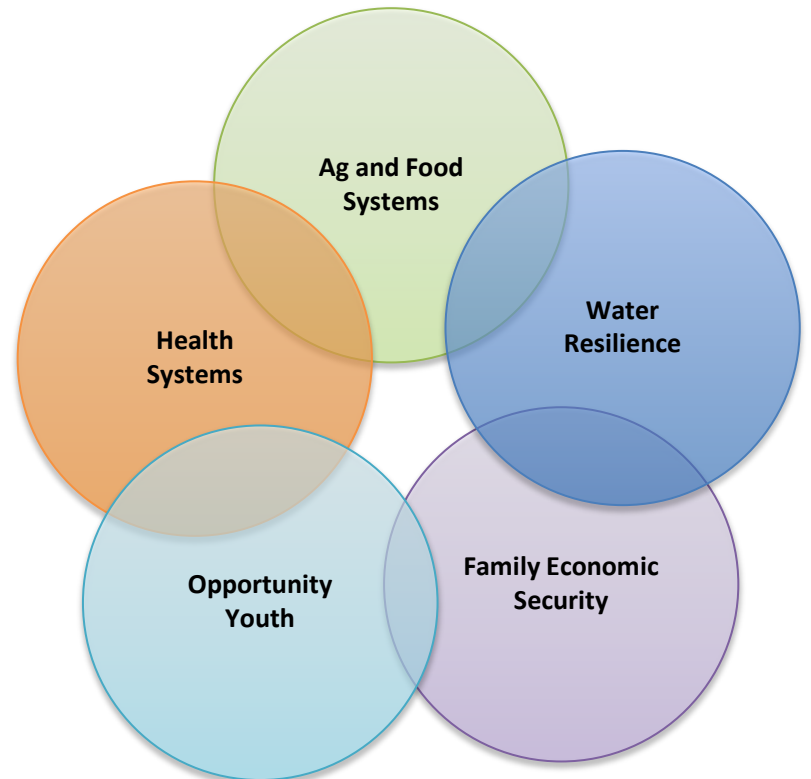 Ag and Food
Systems
Water
Resilience
Health
Systems
Family Economic
Security
Opportunity
Youth